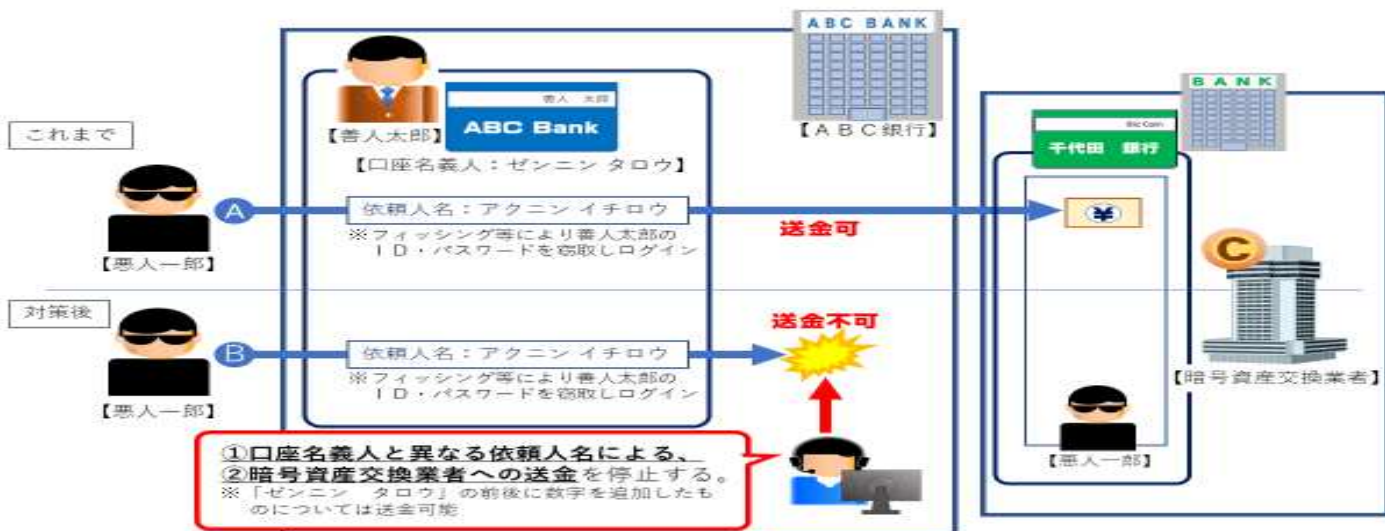 ABC BANK
BANK
善人 太郎
ABC Bank
【善人太郎】
【ABC銀行】
Bit Coin
千代田 銀行
これまで
【口座名義人:ゼンニン タロウ】
A
依頼人名:アクニン イチロウ
※フィッシング等により善人太郎の
ID・パスワードを窃取しログイン
送金可
¥
C
【悪人一郎】
対策後
送金不可
B
依頼人名:アクニン イチロウ
※フィッシング等により善人太郎の
ID・パスワードを窃取しログイン
【暗号資産交換業者】
【悪人一郎】
①口座名義人と異なる依頼人名による、
②暗号資産交換業者への送金を停止する。
※「ゼンニン タロウ」の前後に数字を追加したも
のについては送金可能
【悪人一郎】